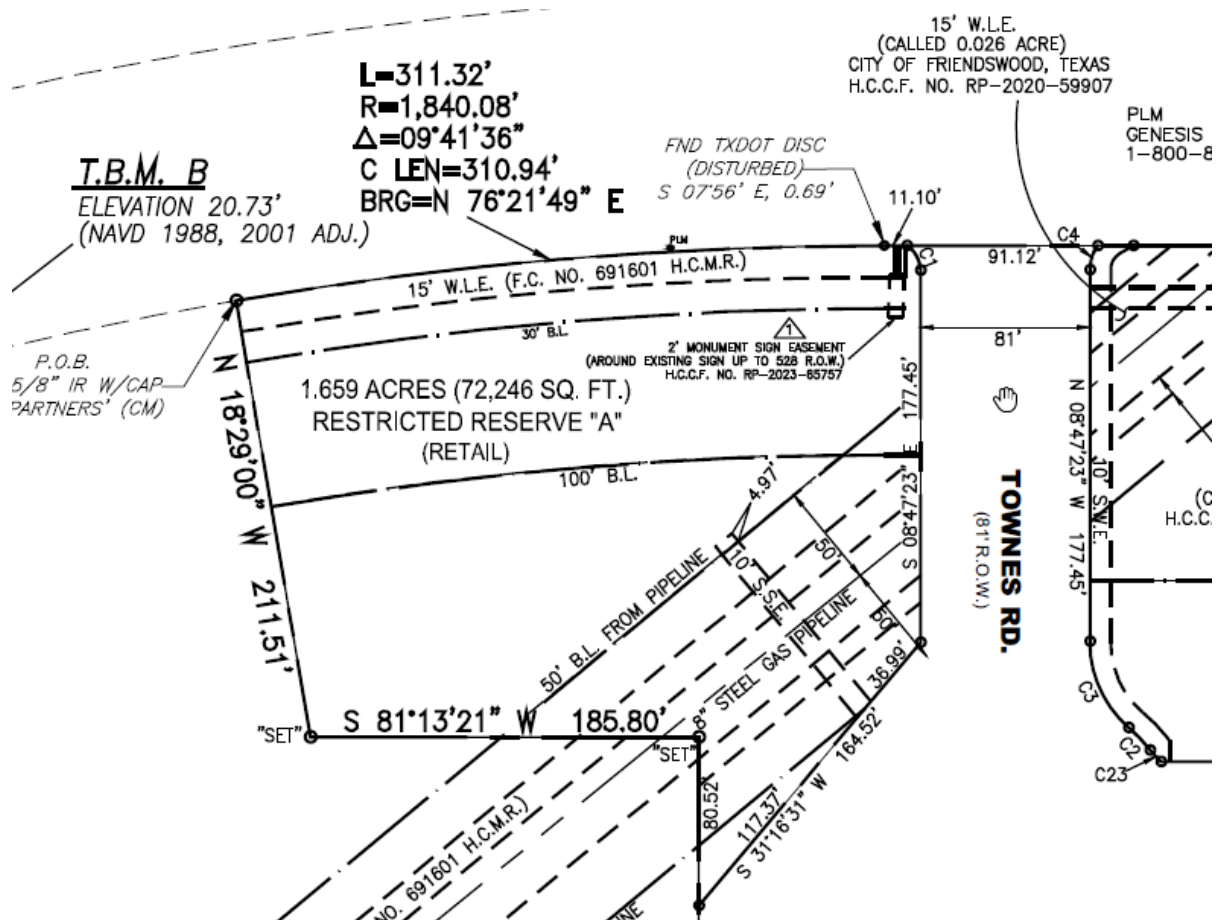 15' W.L.E.
(CALLED 0.026 ACRE)
CITY OF FRIENDSWOOD, TEXAS
H.C.C.F. NO. RP-2020-59907
L=311.32'
R=1,840.08'
Δ=09°41'36"
C LEN=310.94'
BRG=N 76°21'49" E
PLM
GENESIS
1-800-8
FND TXDOT DISC
(DISTURBED)
S 07°56' E, 0.69'
T.B.M. B
ELEVATION 20.73'
(NAVD 1988, 2001 ADJ.)
11.10'
C4
PLM
C1
91.12'
15' W.L.E. (F.C. NO. 691601 H.C.M.R.)
30' B.L.
1
81'
2' MONUMENT SIGN EASEMENT
(AROUND EXISTING SIGN UP TO 528 R.O.W.)
H.C.C.F. NO. RP-2023-65757
P.O.B.
5/8" IR W/CAP
PARTNERS' (CM)
1.659 ACRES (72,246 SQ. FT.)
RESTRICTED RESERVE "A"
(RETAIL)
N 18°29'00" W 211.51'
100' B.L.
S 08°47'23" E 177.45'
N 08°47'23" W 177.45'
10' S.W.E.
TOWNES RD.
(81' R.O.W.)
(C
H.C.C.
4.97'
50'
50'
10' S.S.E.
50' B.L. FROM PIPELINE
8" STEEL GAS PIPELINE
36.99'
"SET"
S 81°13'21" W 185.80'
"SET"
80.52'
117.37'
S 31°16'31" W 164.52'
C3
C2
C23
NO. 691601 H.C.M.R.)
NE